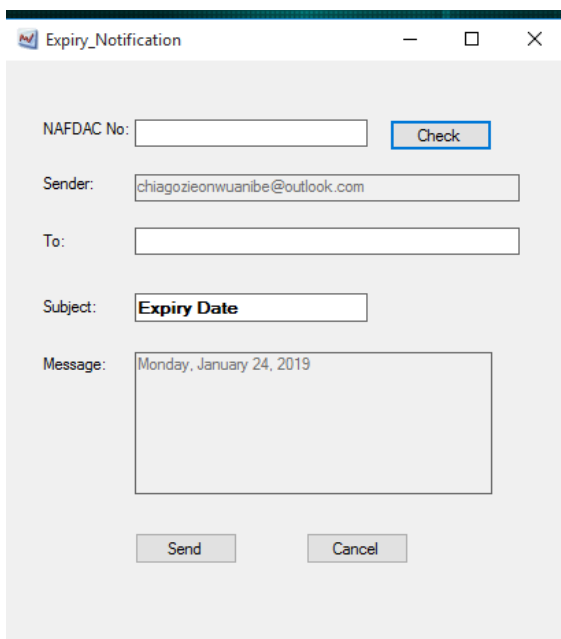 Expiry_Notification
NAFDAC No:
Check
Sender: chiagozieonwuanibe@outlook.com
To:
Subject: Expiry Date
Message: Monday, January 24, 2019
Send Cancel